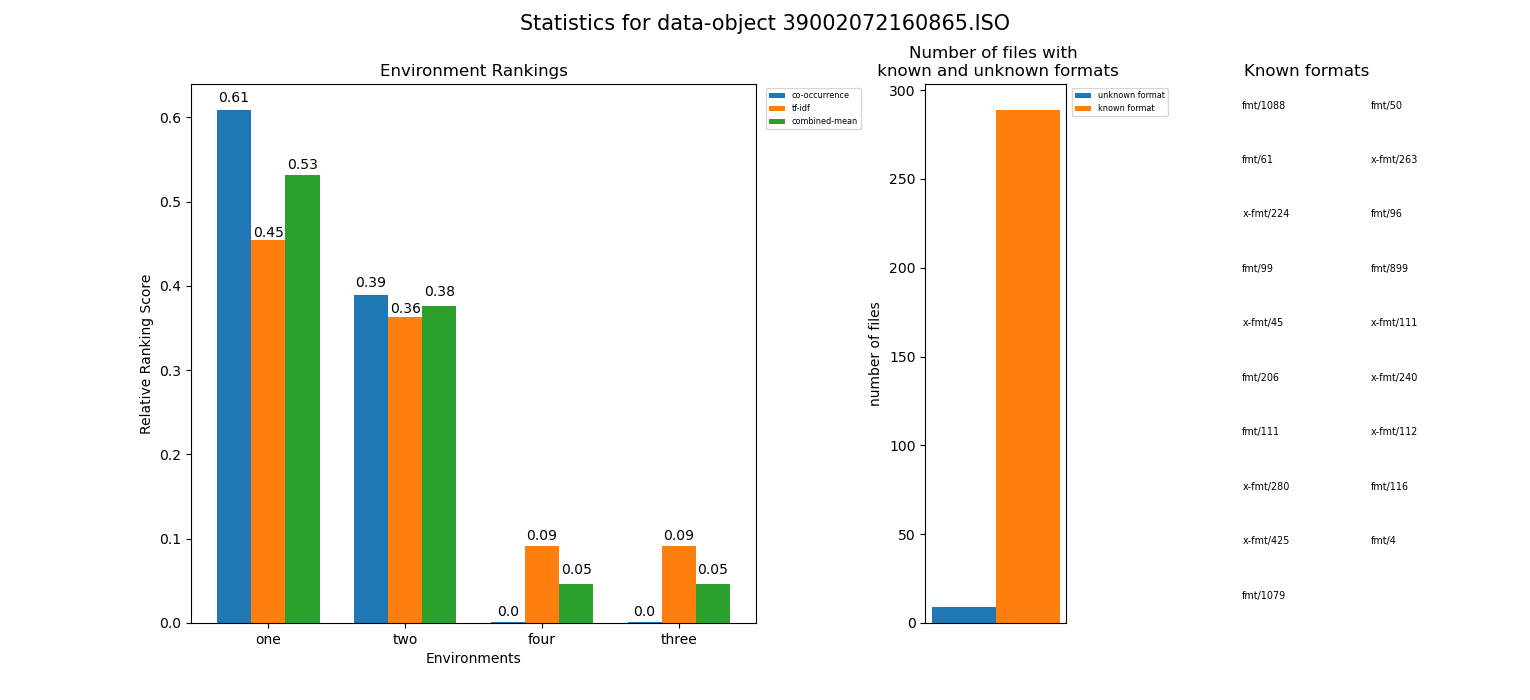 Statistics for data-object 39002072160865.ISO
Environment Rankings
0.6
0.5
0.4
0.3
0.2
0.1
0.0
Relative Ranking Score
0.61
0.45
0.53
0.39
0.36
0.38
0.0
0.09
0.05
0.0
0.09
0.05
one
two
four
three
Environments
co-occurrence
tf-idf
combined-mean
Number of files with
known and unknown formats
300
250
200
150
100
50
0
number of files
unknown format
known format
Known formats
fmt/1088 fmt/50
fmt/61 x-fmt/263
x-fmt/224 fmt/96
fmt/99 fmt/899
x-fmt/45 x-fmt/111
fmt/206 x-fmt/240
fmt/111 x-fmt/112
x-fmt/280 fmt/116
x-fmt/425 fmt/4
fmt/1079